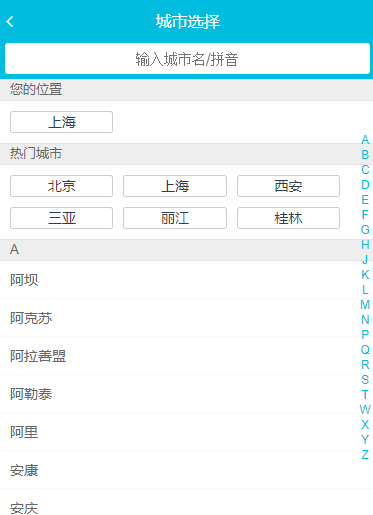 城市选择
输入城市名/拼音
您的位置
上海
热门城市
北京 上海 西安
三亚 丽江 桂林
A
阿坝
阿克苏
阿拉善盟
阿勒泰
阿里
安康
安庆
A
B
C
D
E
F
G
H
J
K
L
M
N
P
Q
R
S
T
W
X
Y
Z